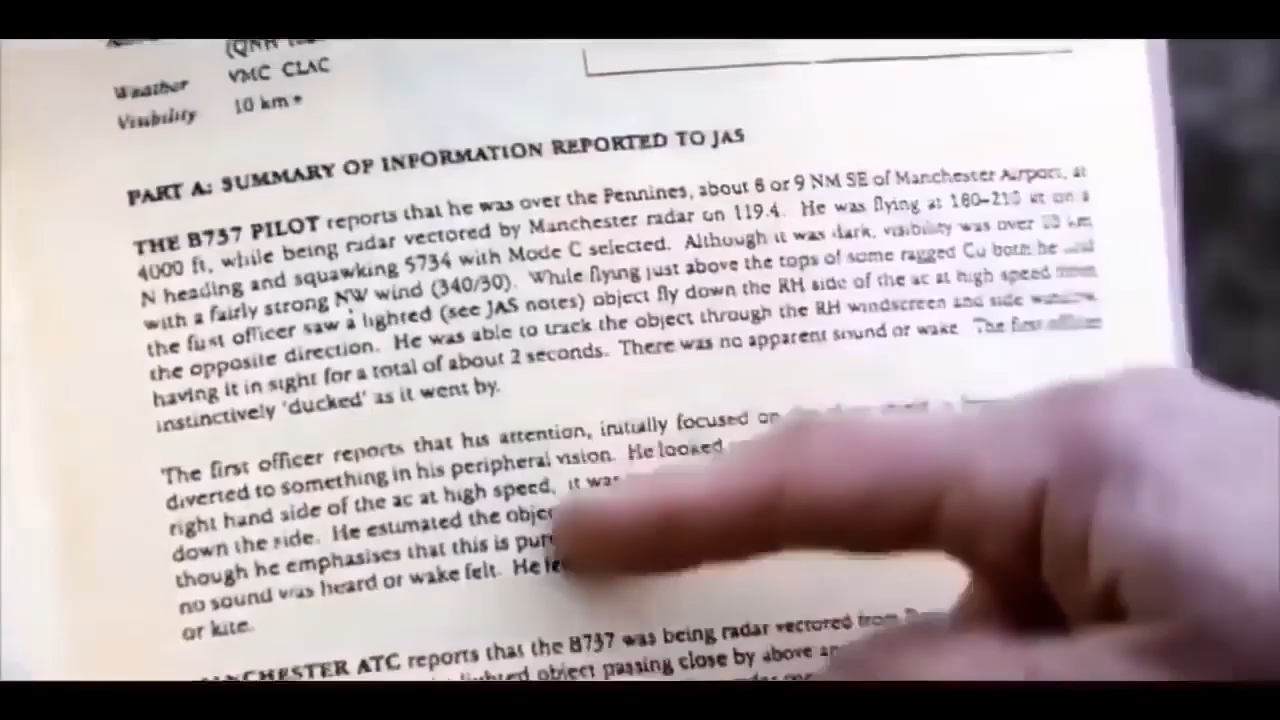 (QNH
Weather VMC CLAC
Visibility 10 km+
PART A: SUMMARY OF INFORMATION REPORTED TO JAS
THE B737 PILOT reports that he was over the Pennines, about 8 or 9 NM SE of Manchester Airport, at
4000 ft, while being radar vectored by Manchester radar on 119.4. He was flying at 180-210 kt on a
N heading and squawking 5734 with Mode C selected. Although it was dark, visibility was over 10 km
with a fairly strong NW wind (340/30). While flying just above the tops of some ragged Cu both he and
the first officer saw a lighted (see JAS notes) object fly down the RH side of the ac at high speed from
the opposite direction. He was able to track the object through the RH windscreen and side window,
having it in sight for a total of about 2 seconds. There was no apparent sound or wake. The first officer
instinctively 'ducked' as it went by.
The first officer reports that his attention, initially focused on
diverted to something in his peripheral vision. He looked
right hand side of the ac at high speed, it was
down the side. He estimated the
though he emphasises that this is
no sound was heard or wake felt. He
or kite.
ATC reports that the B737 was being radar vectored from
lighted object passing close by above